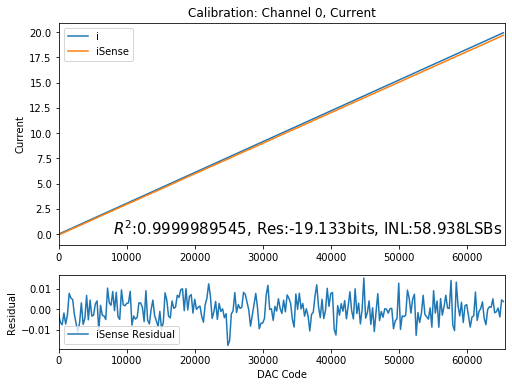 Calibration: Channel 0, Current
20.0
17.5
15.0
12.5
10.0
7.5
5.0
2.5
0.0
Current
i
iSense
R²:0.9999989545, Res:-19.133bits, INL:58.938LSBs
0 10000 20000 30000 40000 50000 60000
0.01
0.00
−0.01
Residual
iSense Residual
0 10000 20000 30000 40000 50000 60000
DAC Code